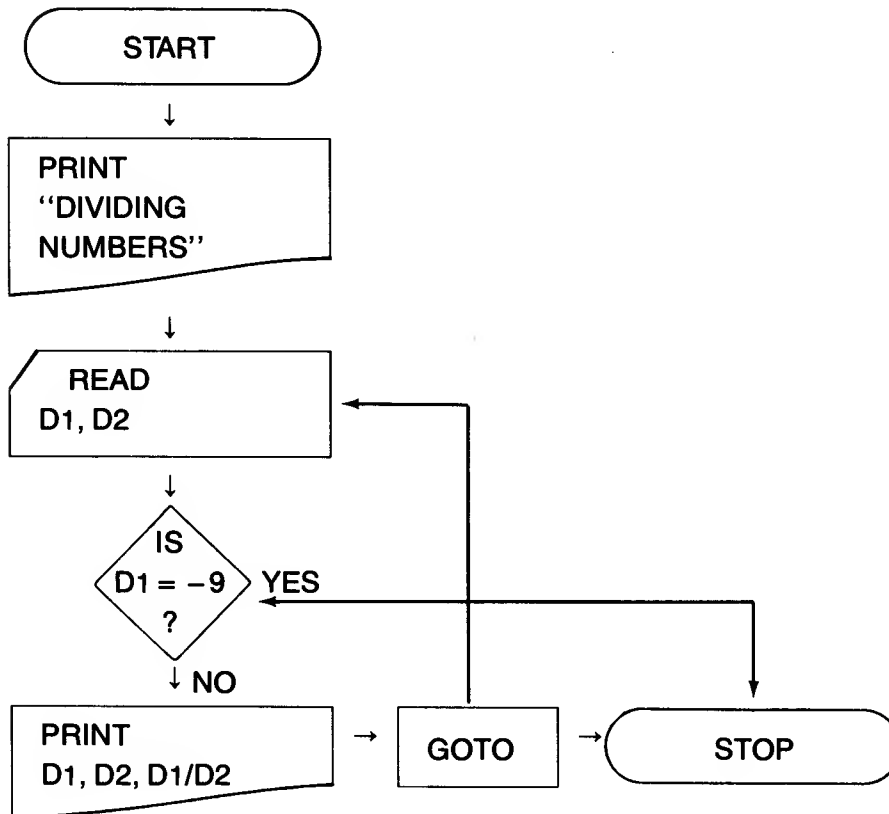 START
PRINT
‘‘DIVIDING
NUMBERS’’
READ
D1, D2
IS
D1 = −9
?
YES
NO
PRINT
D1, D2, D1/D2
GOTO
STOP